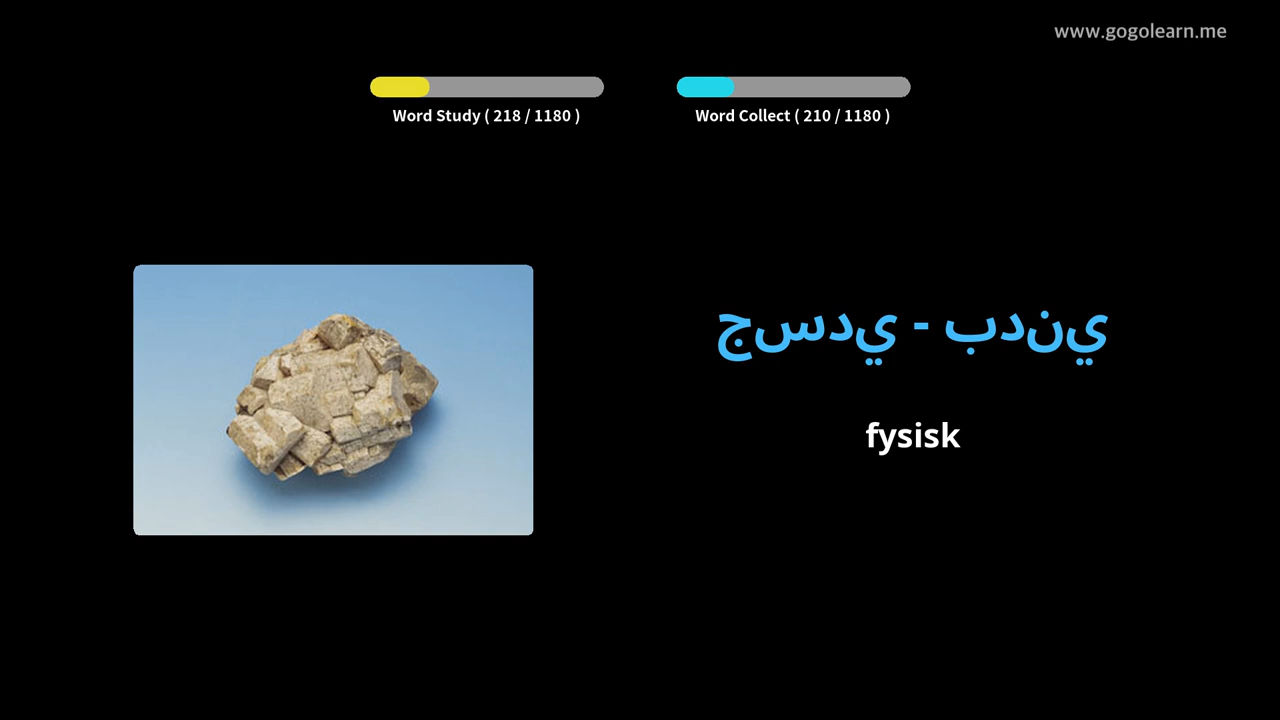 www.gogolearn.me
Word Study ( 218 / 1180 )
Word Collect ( 210 / 1180 )
جسدي - بدني
fysisk